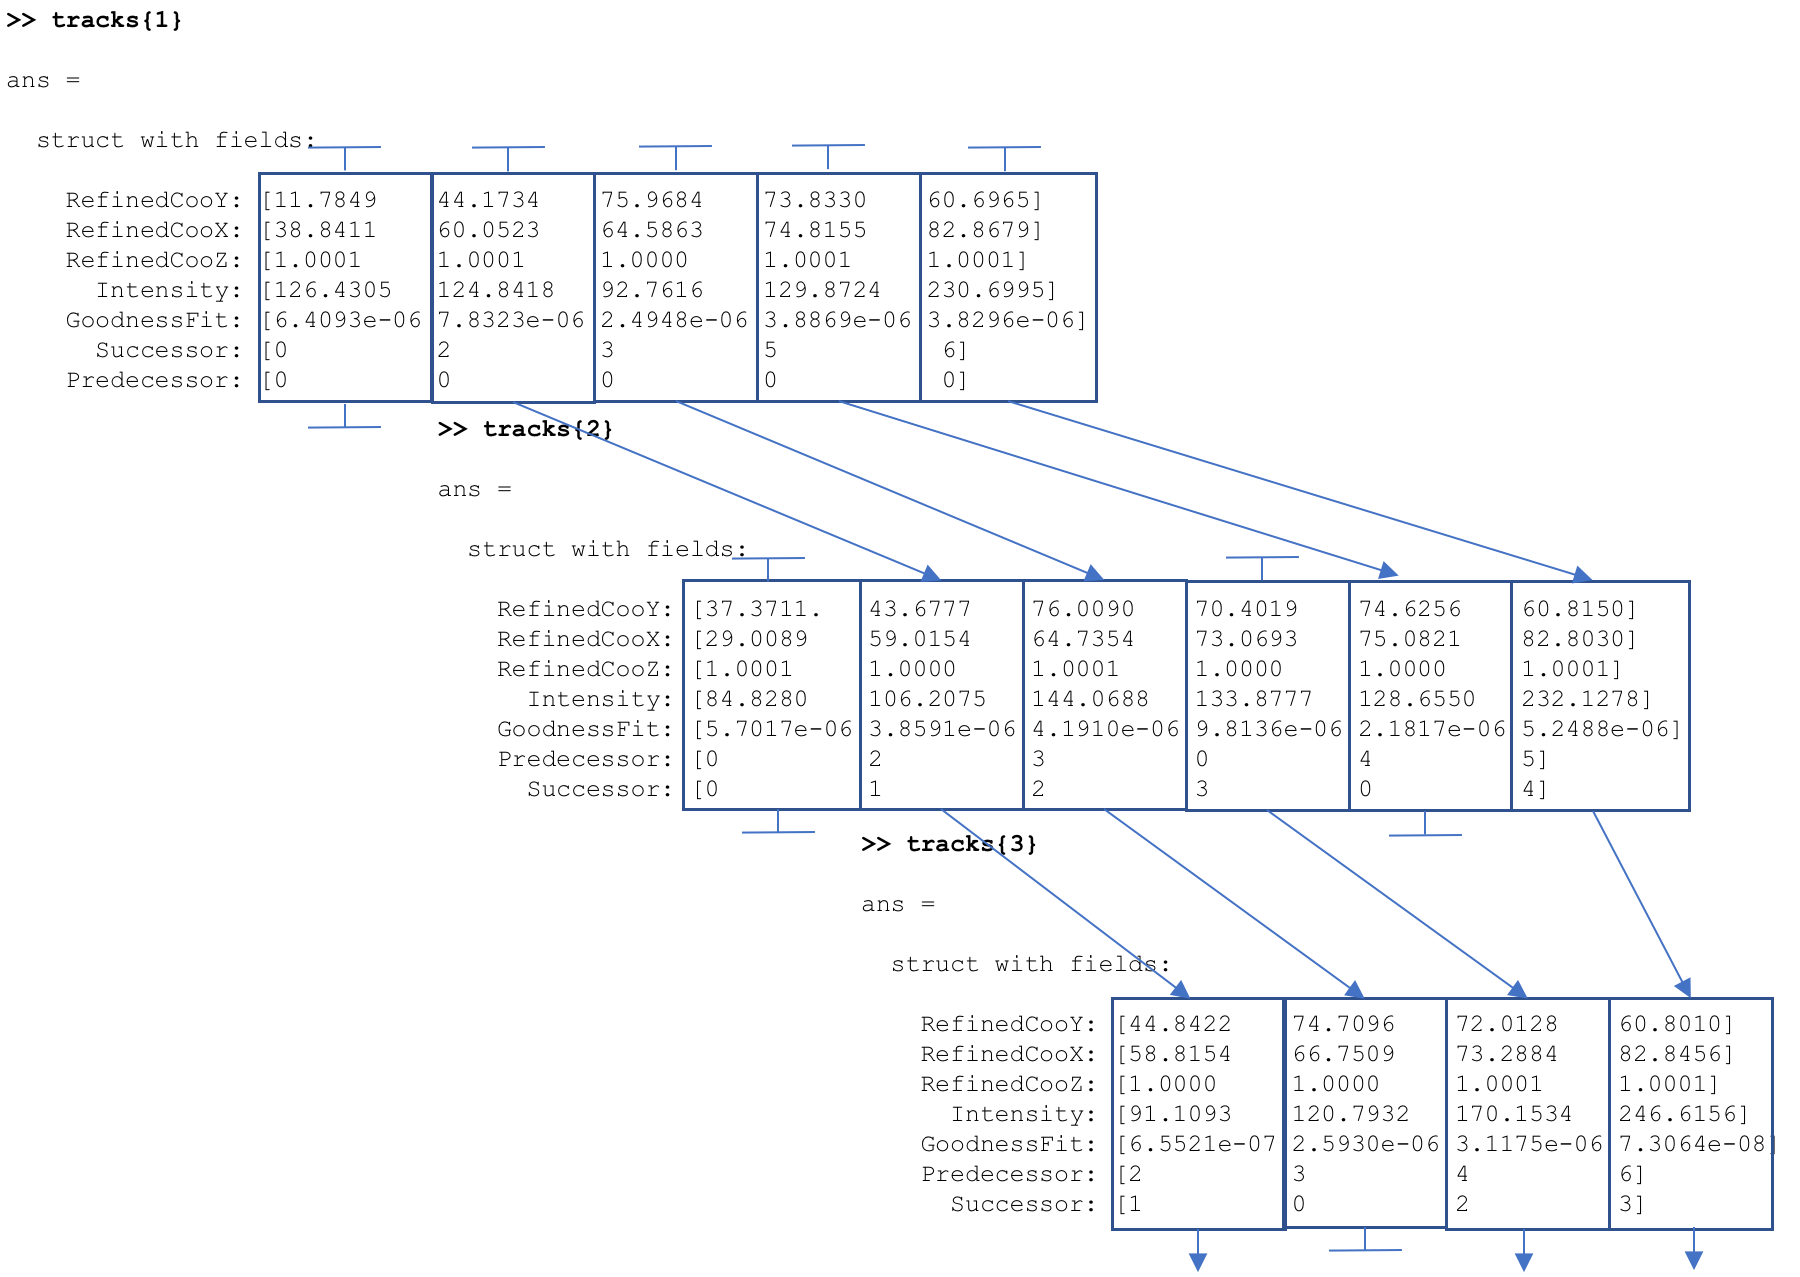 >> tracks{1}
ans =
struct with fields:
RefinedCooY: [11.7849 44.1734 75.9684 73.8330 60.6965]
RefinedCooX: [38.8411 60.0523 64.5863 74.8155 82.8679]
RefinedCooZ: [1.0001 1.0001 1.0000 1.0001 1.0001]
Intensity: [126.4305 124.8418 92.7616 129.8724 230.6995]
GoodnessFit: [6.4093e-06 7.8323e-06 2.4948e-06 3.8869e-06 3.8296e-06]
Successor: [0 2 3 5 6]
Predecessor: [0 0 0 0 0]
>> tracks{2}
ans =
struct with fields:
RefinedCooY: [37.3711. 43.6777 76.0090 70.4019 74.6256 60.8150]
RefinedCooX: [29.0089 59.0154 64.7354 73.0693 75.0821 82.8030]
RefinedCooZ: [1.0001 1.0000 1.0001 1.0000 1.0000 1.0001]
Intensity: [84.8280 106.2075 144.0688 133.8777 128.6550 232.1278]
GoodnessFit: [5.7017e-06 3.8591e-06 4.1910e-06 9.8136e-06 2.1817e-06 5.2488e-06]
Predecessor: [0 2 3 0 4 5]
Successor: [0 1 2 3 0 4]
>> tracks{3}
ans =
struct with fields:
RefinedCooY: [44.8422 74.7096 72.0128 60.8010]
RefinedCooX: [58.8154 66.7509 73.2884 82.8456]
RefinedCooZ: [1.0000 1.0000 1.0001 1.0001]
Intensity: [91.1093 120.7932 170.1534 246.6156]
GoodnessFit: [6.5521e-07 2.5930e-06 3.1175e-06 7.3064e-08]
Predecessor: [2 3 4 6]
Successor: [1 0 2 3]